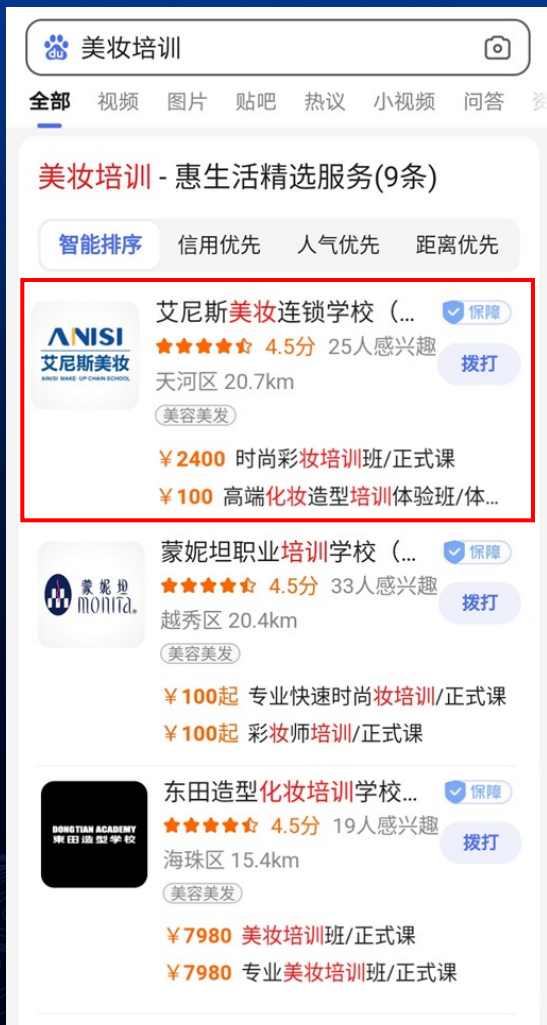 美妆培训
全部 视频 图片 贴吧 热议 小视频 问答
美妆培训 - 惠生活精选服务(9条)
智能排序 信用优先 人气优先 距离优先
ANISI
艾尼斯美妆
AINISI MAKE-UP CHAIN SCHOOL
艾尼斯美妆连锁学校（... 保障
4.5分 25人感兴趣
拨打
天河区 20.7km
美容美发
￥2400 时尚彩妆培训班/正式课
￥100 高端化妆造型培训体验班/体...
蒙妮坦
monita
蒙妮坦职业培训学校（... 保障
4.5分 33人感兴趣
拨打
越秀区 20.4km
美容美发
￥100起 专业快速时尚妆培训/正式课
￥100起 彩妆师培训/正式课
DONGTIAN ACADEMY
東田造型学校
东田造型化妆培训学校... 保障
4.5分 19人感兴趣
拨打
海珠区 15.4km
美容美发
￥7980 美妆培训班/正式课
￥7980 专业美妆培训班/正式课